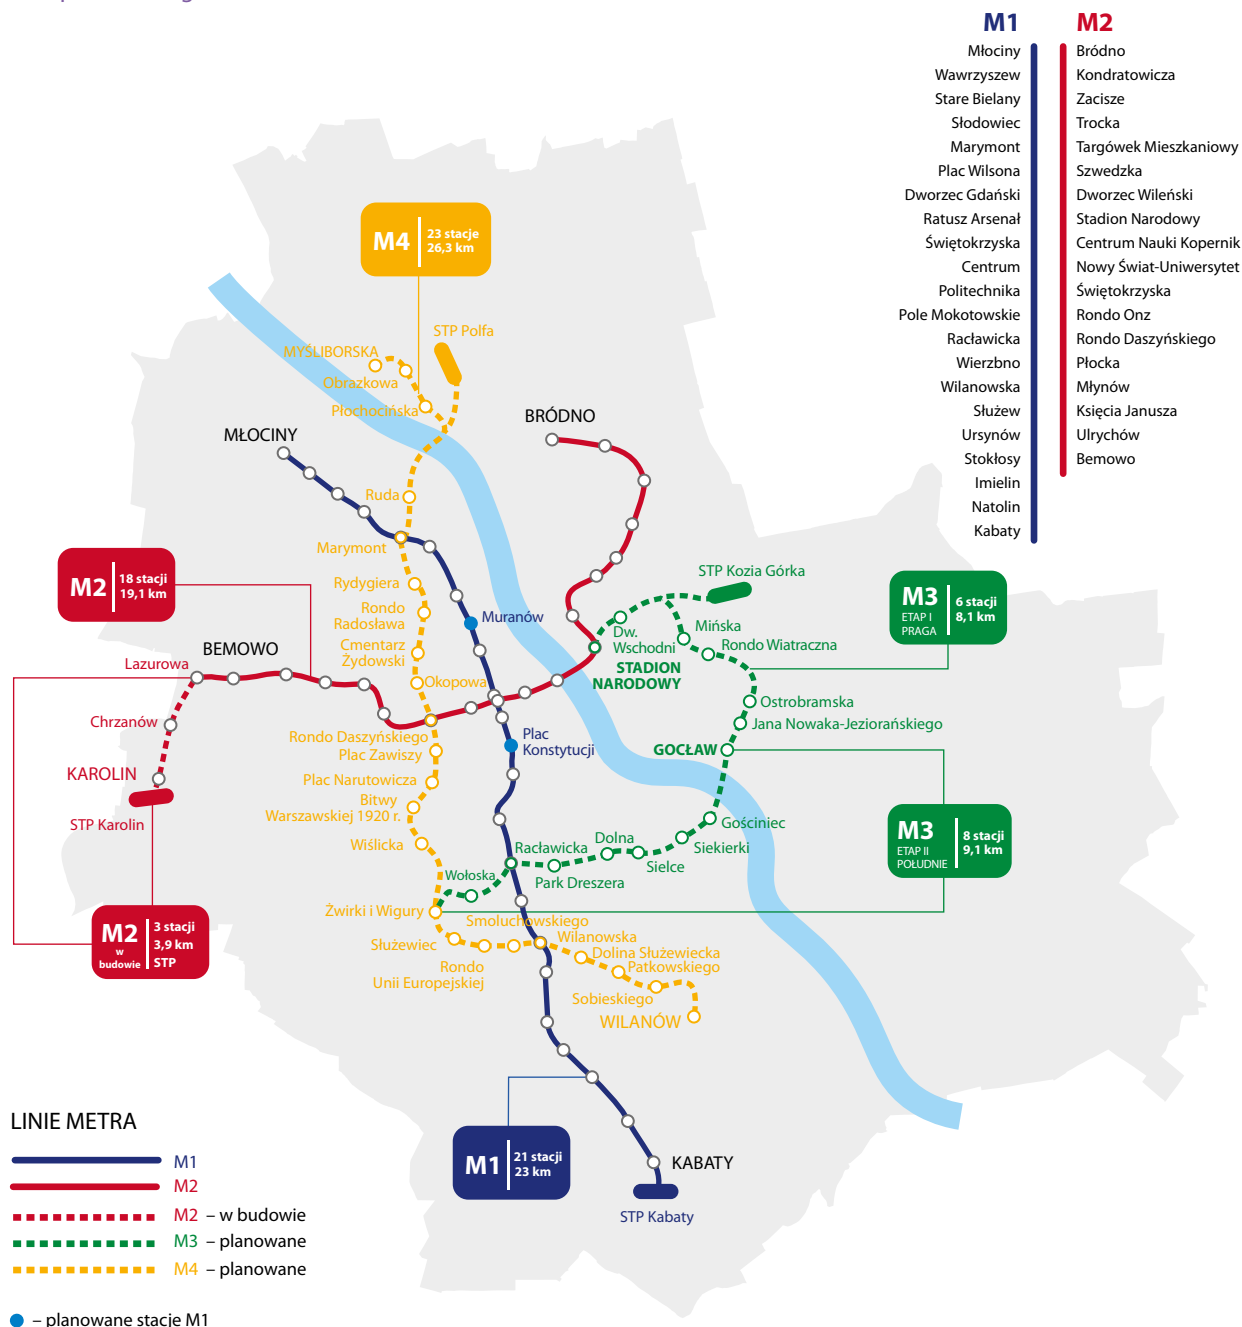 M1
Młociny
Wawrzyszew
Stare Bielany
Słodowiec
Marymont
Plac Wilsona
Dworzec Gdański
Ratusz Arsenał
Świętokrzyska
Centrum
Politechnika
Pole Mokotowskie
Racławicka
Wierzbno
Wilanowska
Służew
Ursynów
Stokłosy
Imielin
Natolin
Kabaty
M2
Bródno
Kondratowicza
Zacisze
Trocka
Targówek Mieszkaniowy
Szwedzka
Dworzec Wileński
Stadion Narodowy
Centrum Nauki Kopernik
Nowy Świat-Uniwersytet
Świętokrzyska
Rondo Onz
Rondo Daszyńskiego
Płocka
Młynów
Księcia Janusza
Ulrychów
Bemowo
M4
23 stacje
26,3 km
STP Polfa
MYŚLIBORSKA
Obrazkowa
Płochocińska
BRÓDNO
MŁOCINY
Ruda
Marymont
Rydygiera
Rondo
Radosława
Cmentarz
Żydowski
Okopowa
Muranów
M2
18 stacji
19,1 km
BEMOWO
Lazurowa
Chrzanów
KAROLIN
STP Karolin
STP Kozia Górka
Mińska
Dw.
Wschodni
Rondo Wiatraczna
STADION
NARODOWY
M3
ETAP I
PRAGA
6 stacji
8,1 km
Ostrobramska
Jana Nowaka-Jeziorańskiego
GOCŁAW
Rondo Daszyńskiego
Plac Zawiszy
Plac
Konstytucji
Plac Narutowicza
Bitwy
Warszawskiej 1920 r.
Wiślicka
Gościniec
Siekierki
Dolna
Sielce
Racławicka
Park Dreszera
Wołoska
M3
ETAP II
POŁUDNIE
8 stacji
9,1 km
Żwirki i Wigury
Smoluchowskiego
Służewiec
Wilanowska
Rondo
Unii Europejskiej
Dolina Służewiecka
Patkowskiego
Sobieskiego
WILANÓW
M2
w
budowie
3 stacji
3,9 km
STP
M1
21 stacji
23 km
KABATY
STP Kabaty
LINIE METRA
M1
M2
M2 – w budowie
M3 – planowane
M4 – planowane
– planowane stacje M1